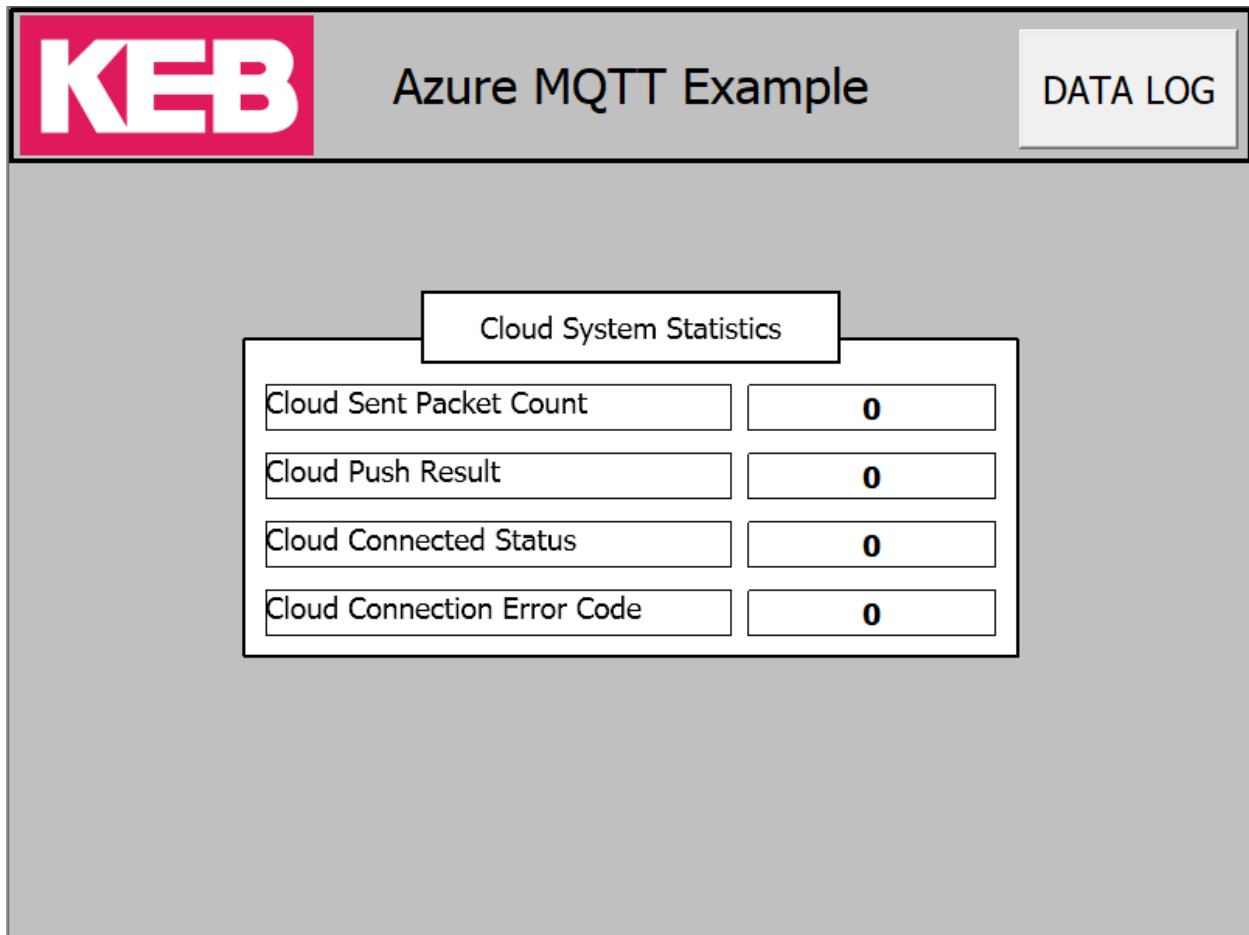 KEB
Azure MQTT Example
DATA LOG
Cloud System Statistics
Cloud Sent Packet Count 0
Cloud Push Result 0
Cloud Connected Status 0
Cloud Connection Error Code 0